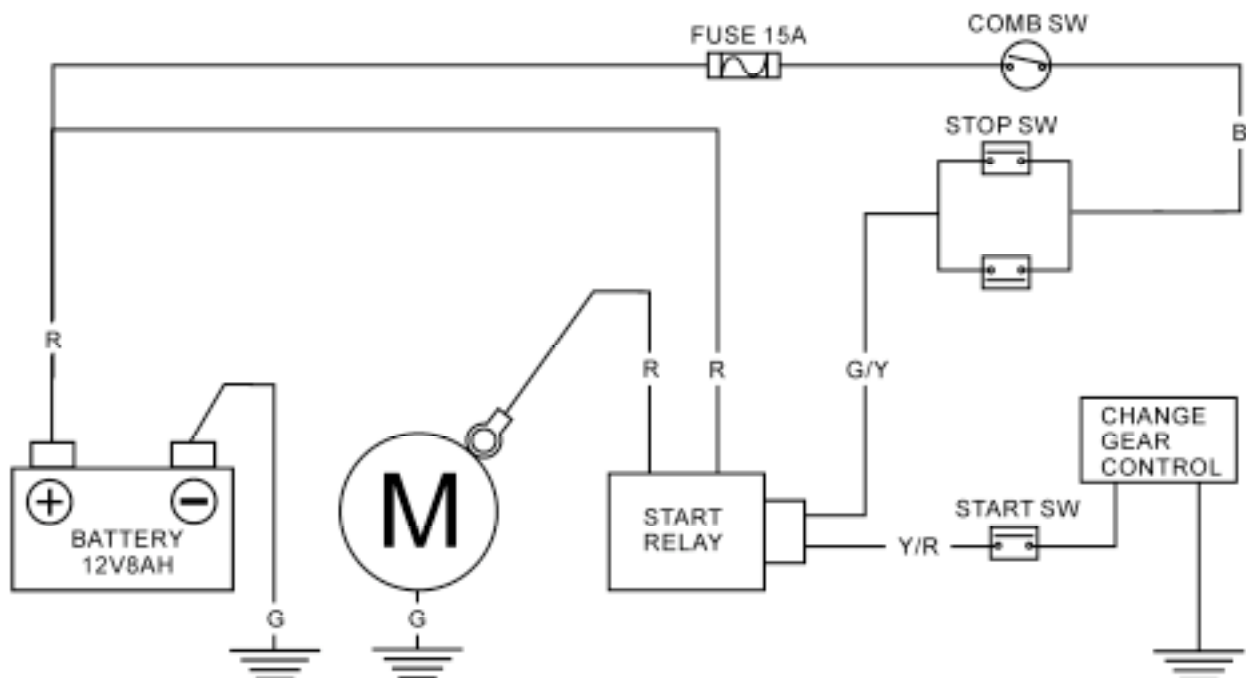 FUSE 15A
COMB SW
STOP SW
B
R
R
R
G/Y
CHANGE
GEAR
CONTROL
+
−
BATTERY
12V8AH
M
START
RELAY
START SW
Y/R
G
G